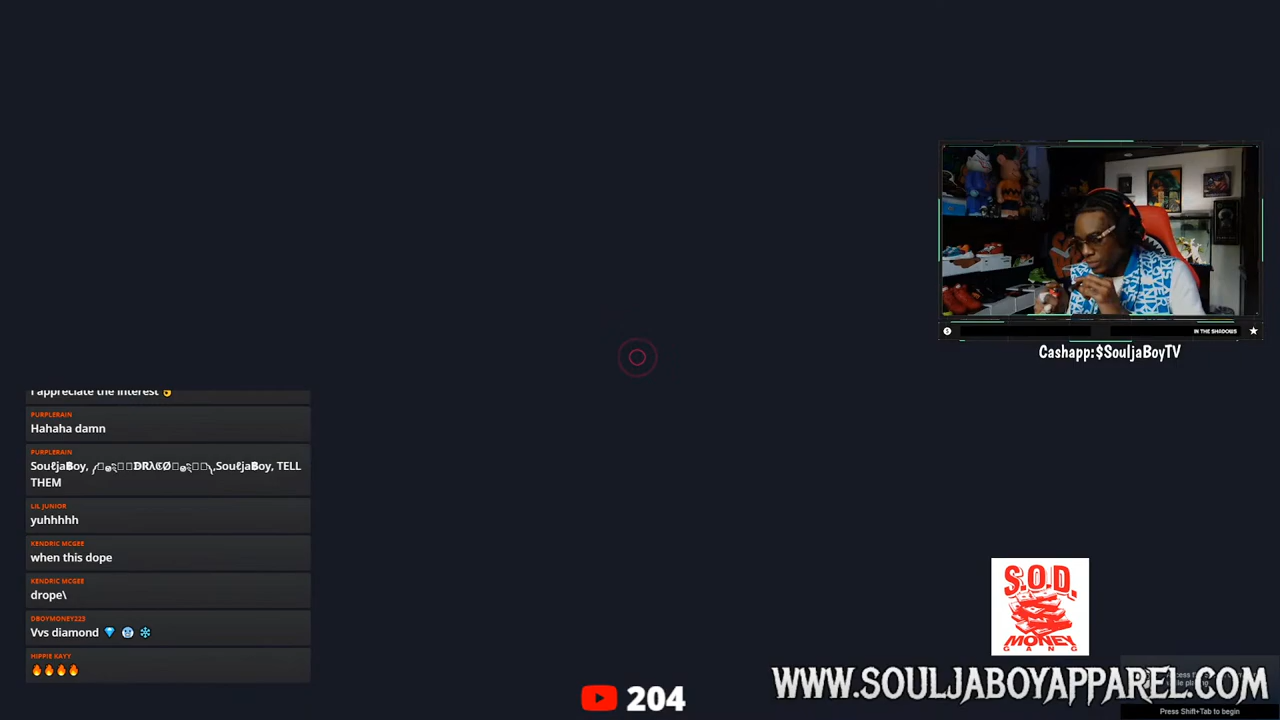 IN THE SHADOWS
Cashapp:$SouljaBoyTV
I appreciate the interest 👌
PURPLERAIN
Hahaha damn
PURPLERAIN
TELL
THEM
LIL JUNIOR
yuhhhhh
KENDRIC MCGEE
when this dope
KENDRIC MCGEE
drope\
DBOYMONEY223
Vvs diamond 💎 🥶 ❄
HIPPIE KAYY
🔥🔥🔥🔥
S.O.D.
MONEY
GANG
204
WWW.SOULJABOYAPPAREL.COM
Press Shift+Tab to begin